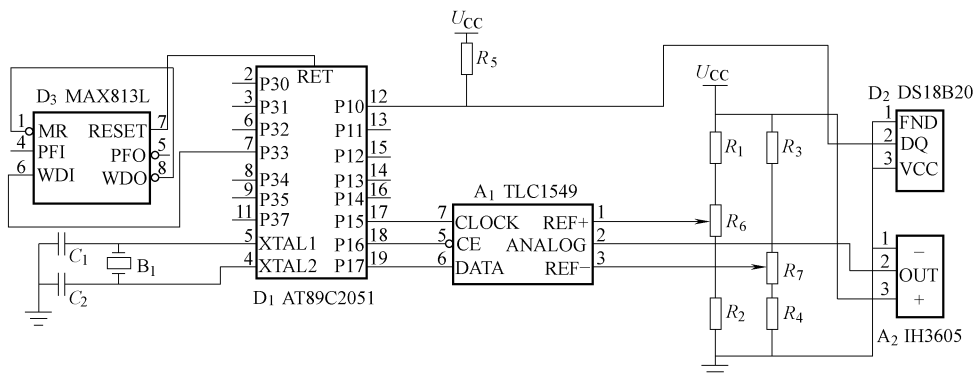 U_CC
R5
U_CC
D3 MAX813L
1 MR RESET 7
4 PFI PFO 5
6 WDI WDO 8
RET
2 P30 P10 12
3 P31 P11 13
6 P32 P12 15
7 P33 P13 14
8 P34 P14 16
9 P35 P15 17
11 P37 P16 18
5 XTAL1 P17 19
4 XTAL2
D1 AT89C2051
C1
C2
B1
A1 TLC1549
7 CLOCK REF+ 1
5 CE ANALOG 2
6 DATA REF− 3
R1
R3
R6
R7
R2
R4
D2 DS18B20
1 FND
2 DQ
3 VCC
1 −
2 OUT
3 +
A2 IH3605